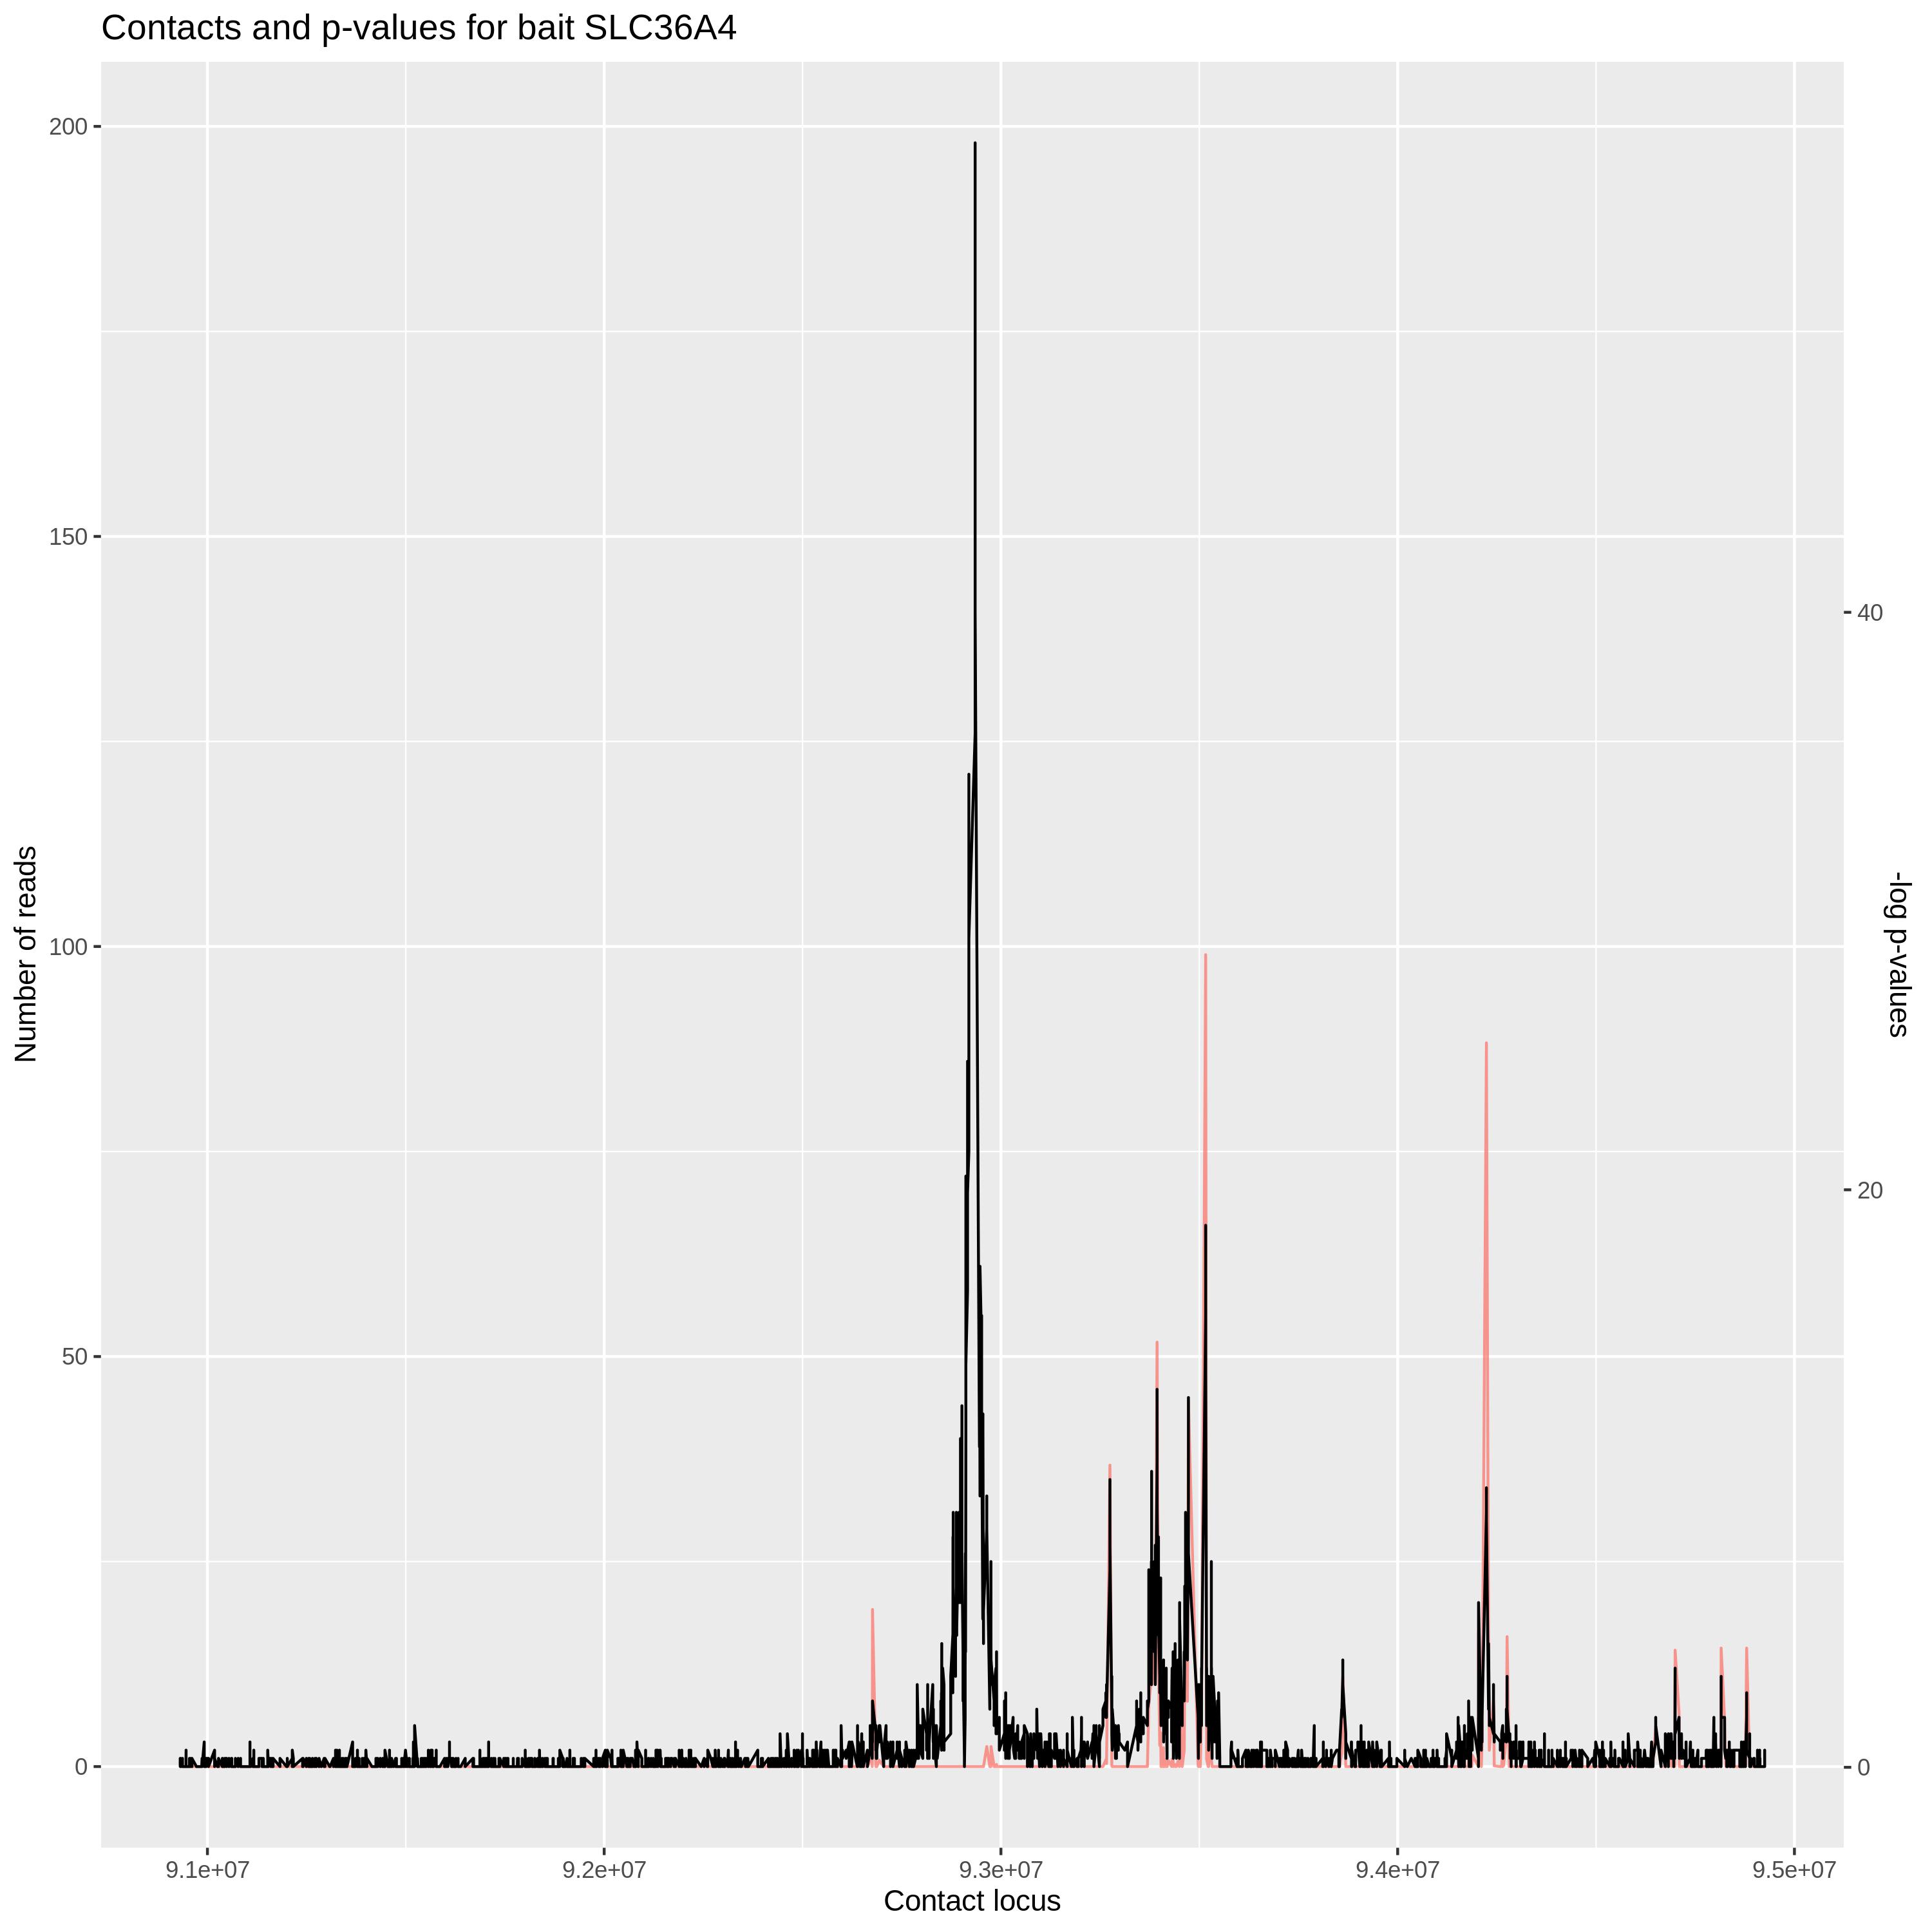 Contacts and p-values for bait SLC36A4
200
150
100
50
0
Number of reads
40
20
0
-log p-values
9.1e+07
9.2e+07
9.3e+07
9.4e+07
9.5e+07
Contact locus